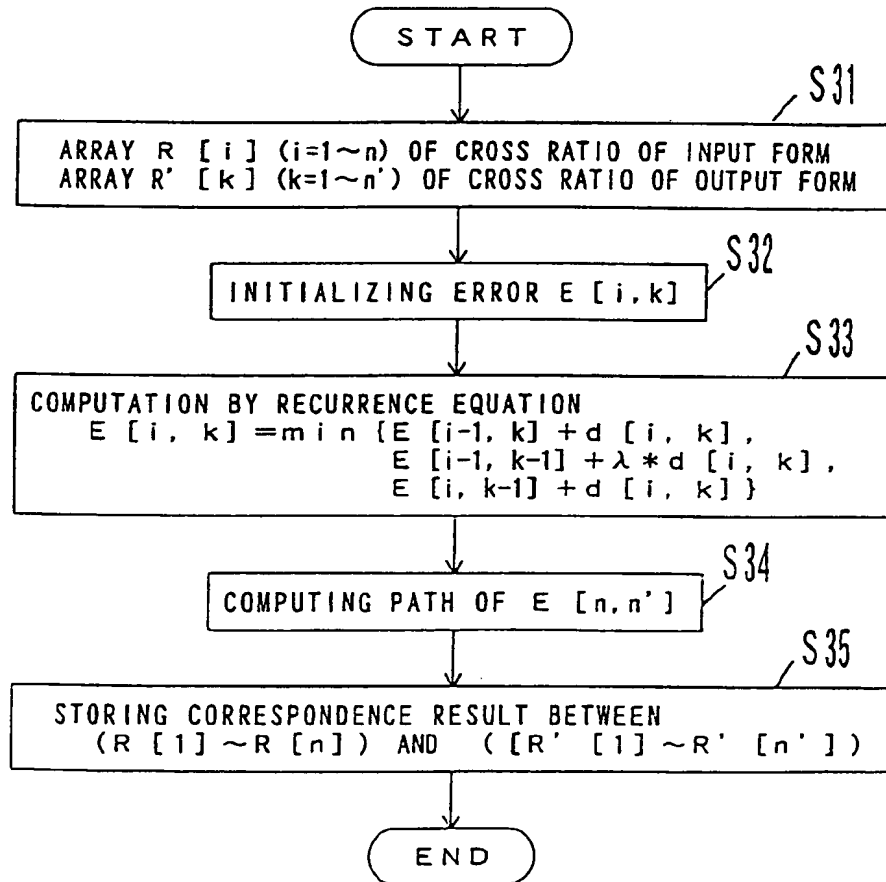 START
S31
ARRAY R [i] (i=1~n) OF CROSS RATIO OF INPUT FORM
ARRAY R' [k] (k=1~n') OF CROSS RATIO OF OUTPUT FORM
S32
INITIALIZING ERROR E [i,k]
S33
COMPUTATION BY RECURRENCE EQUATION
E [i, k] =min {E [i-1, k] +d [i, k] ,
E [i-1, k-1] +λ*d [i, k] ,
E [i, k-1] +d [i, k] }
S34
COMPUTING PATH OF E [n,n']
S35
STORING CORRESPONDENCE RESULT BETWEEN
(R [1] ~R [n]) AND ([R' [1] ~R' [n'])
END